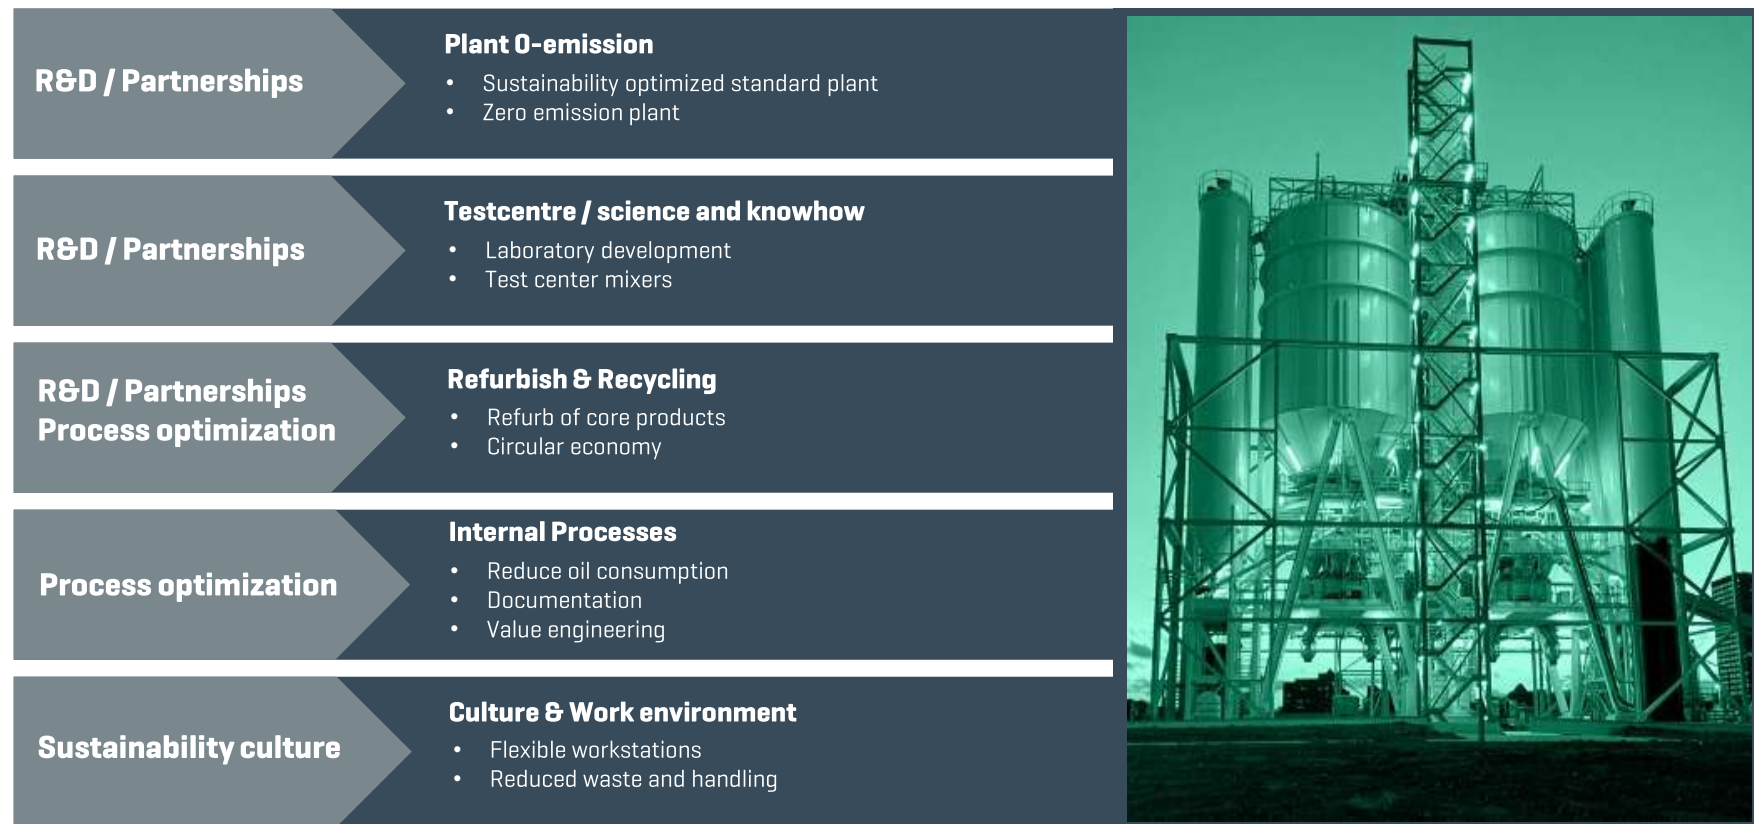 R&D / Partnerships
Plant 0-emission
• Sustainability optimized standard plant
• Zero emission plant
R&D / Partnerships
Testcentre / science and knowhow
• Laboratory development
• Test center mixers
R&D / Partnerships
Process optimization
Refurbish & Recycling
• Refurb of core products
• Circular economy
Process optimization
Internal Processes
• Reduce oil consumption
• Documentation
• Value engineering
Sustainability culture
Culture & Work environment
• Flexible workstations
• Reduced waste and handling